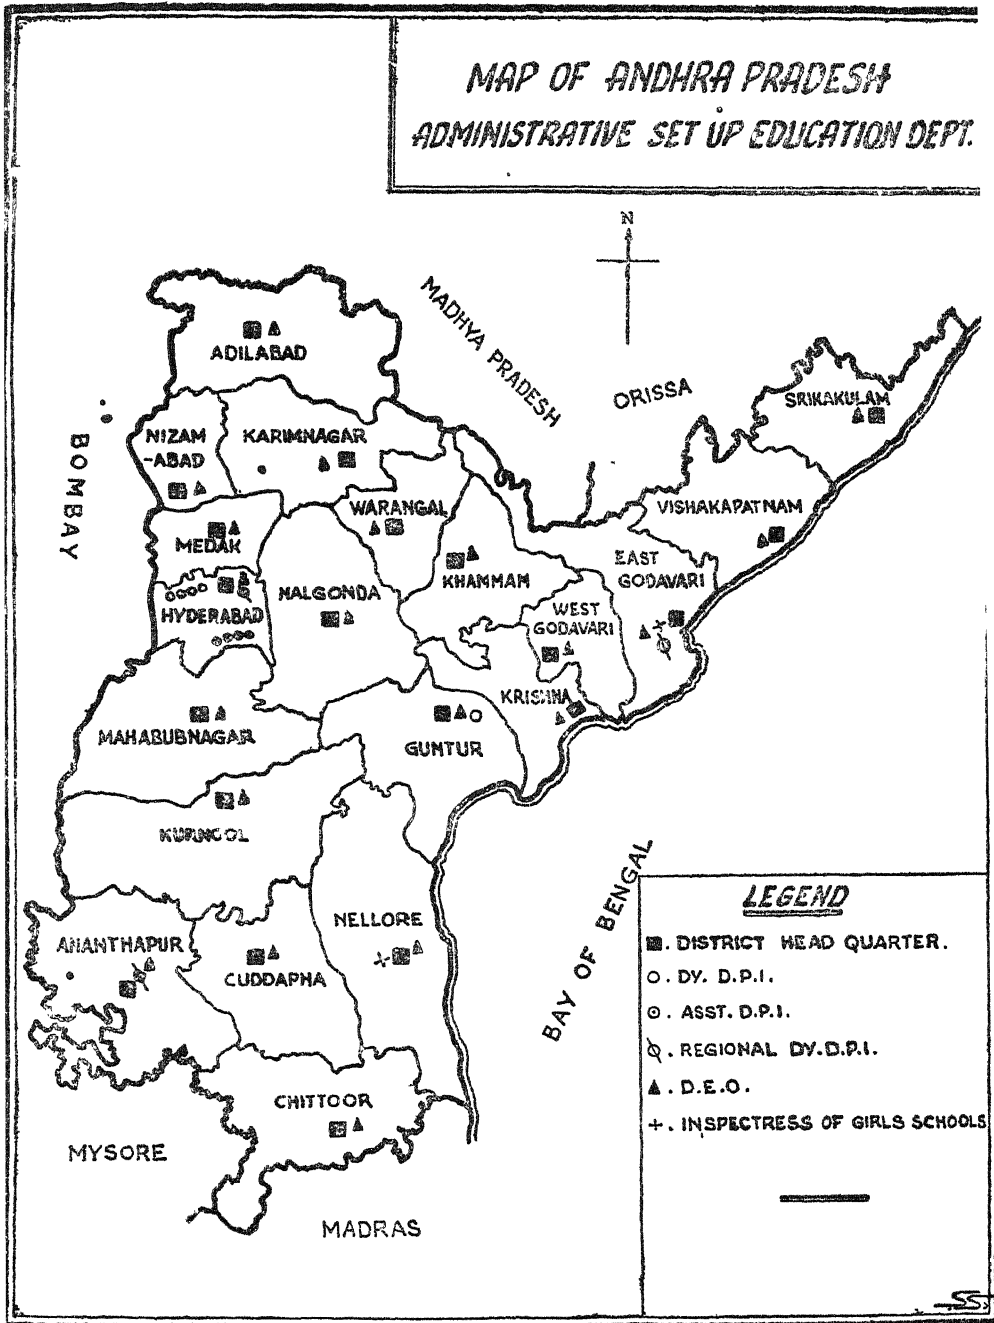 MAP OF ANDHRA PRADESH
ADMINISTRATIVE SET UP EDUCATION DEPT.
N
MADHYA PRADESH
ORISSA
BOMBAY
ADILABAD
SRIKAKULAM
NIZAM
-ABAD
KARIMNAGAR
WARANGAL
VISHAKAPATNAM
MEDAK
KHAMMAM
EAST
GODAVARI
HYDERABAD
NALGONDA
WEST
GODAVARI
KRISHNA
MAHABUBNAGAR
GUNTUR
KURNOOL
BAY OF BENGAL
NELLORE
ANANTHAPUR
CUDDAPHA
CHITTOOR
MYSORE
MADRAS
LEGEND
. DISTRICT HEAD QUARTER.
. DY. D.P.I.
. ASST. D.P.I.
. REGIONAL DY.D.P.I.
. D.E.O.
+. INSPECTRESS OF GIRLS SCHOOLS